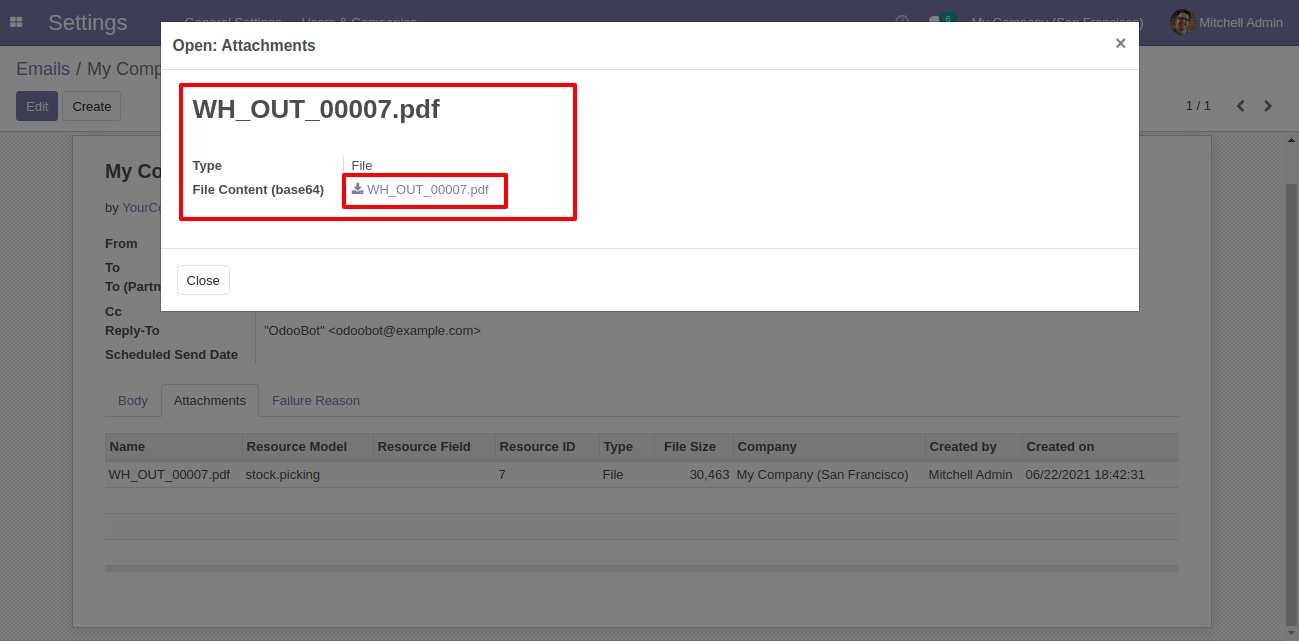 Settings General Settings Users & Companies 6 My Company (San Francisco) Mitchell Admin
Open: Attachments ×
Emails / My Comp
Edit Create 1 / 1
WH_OUT_00007.pdf
Type File
File Content (base64) WH_OUT_00007.pdf
Close
My Co
by YourCo
From
To
To (Partn
Cc
Reply-To "OdooBot" <odoobot@example.com>
Scheduled Send Date
Body Attachments Failure Reason
Name Resource Model Resource Field Resource ID Type File Size Company Created by Created on
WH_OUT_00007.pdf stock.picking 7 File 30,463 My Company (San Francisco) Mitchell Admin 06/22/2021 18:42:31